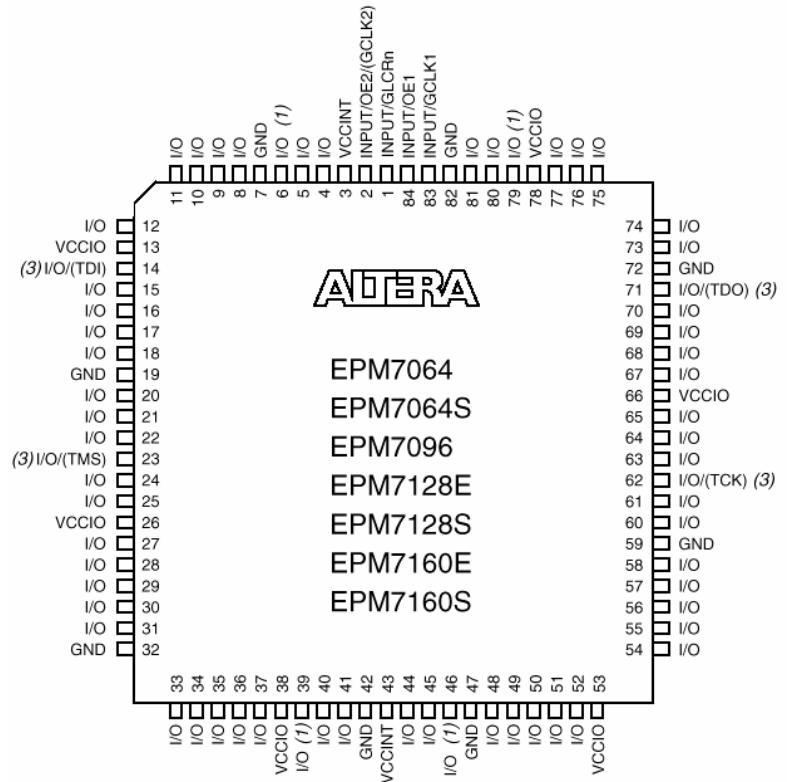 I/O I/O I/O I/O GND I/O (1) I/O I/O VCCINT INPUT/OE2/(GCLK2) INPUT/GLCRn INPUT/OE1 INPUT/GCLK1 GND I/O I/O I/O (1) VCCIO I/O I/O I/O
11 10 9 8 7 6 5 4 3 2 1 84 83 82 81 80 79 78 77 76 75
I/O 12
VCCIO 13
(3) I/O/(TDI) 14
I/O 15
I/O 16
I/O 17
I/O 18
GND 19
I/O 20
I/O 21
I/O 22
(3) I/O/(TMS) 23
I/O 24
I/O 25
VCCIO 26
I/O 27
I/O 28
I/O 29
I/O 30
I/O 31
GND 32
ALTERA
EPM7064
EPM7064S
EPM7096
EPM7128E
EPM7128S
EPM7160E
EPM7160S
74 I/O
73 I/O
72 GND
71 I/O/(TDO) (3)
70 I/O
69 I/O
68 I/O
67 I/O
66 VCCIO
65 I/O
64 I/O
63 I/O
62 I/O/(TCK) (3)
61 I/O
60 I/O
59 GND
58 I/O
57 I/O
56 I/O
55 I/O
54 I/O
33 34 35 36 37 38 39 40 41 42 43 44 45 46 47 48 49 50 51 52 53
I/O I/O I/O I/O I/O VCCIO I/O (1) I/O I/O GND VCCINT I/O I/O I/O (1) GND I/O I/O I/O I/O I/O VCCIO